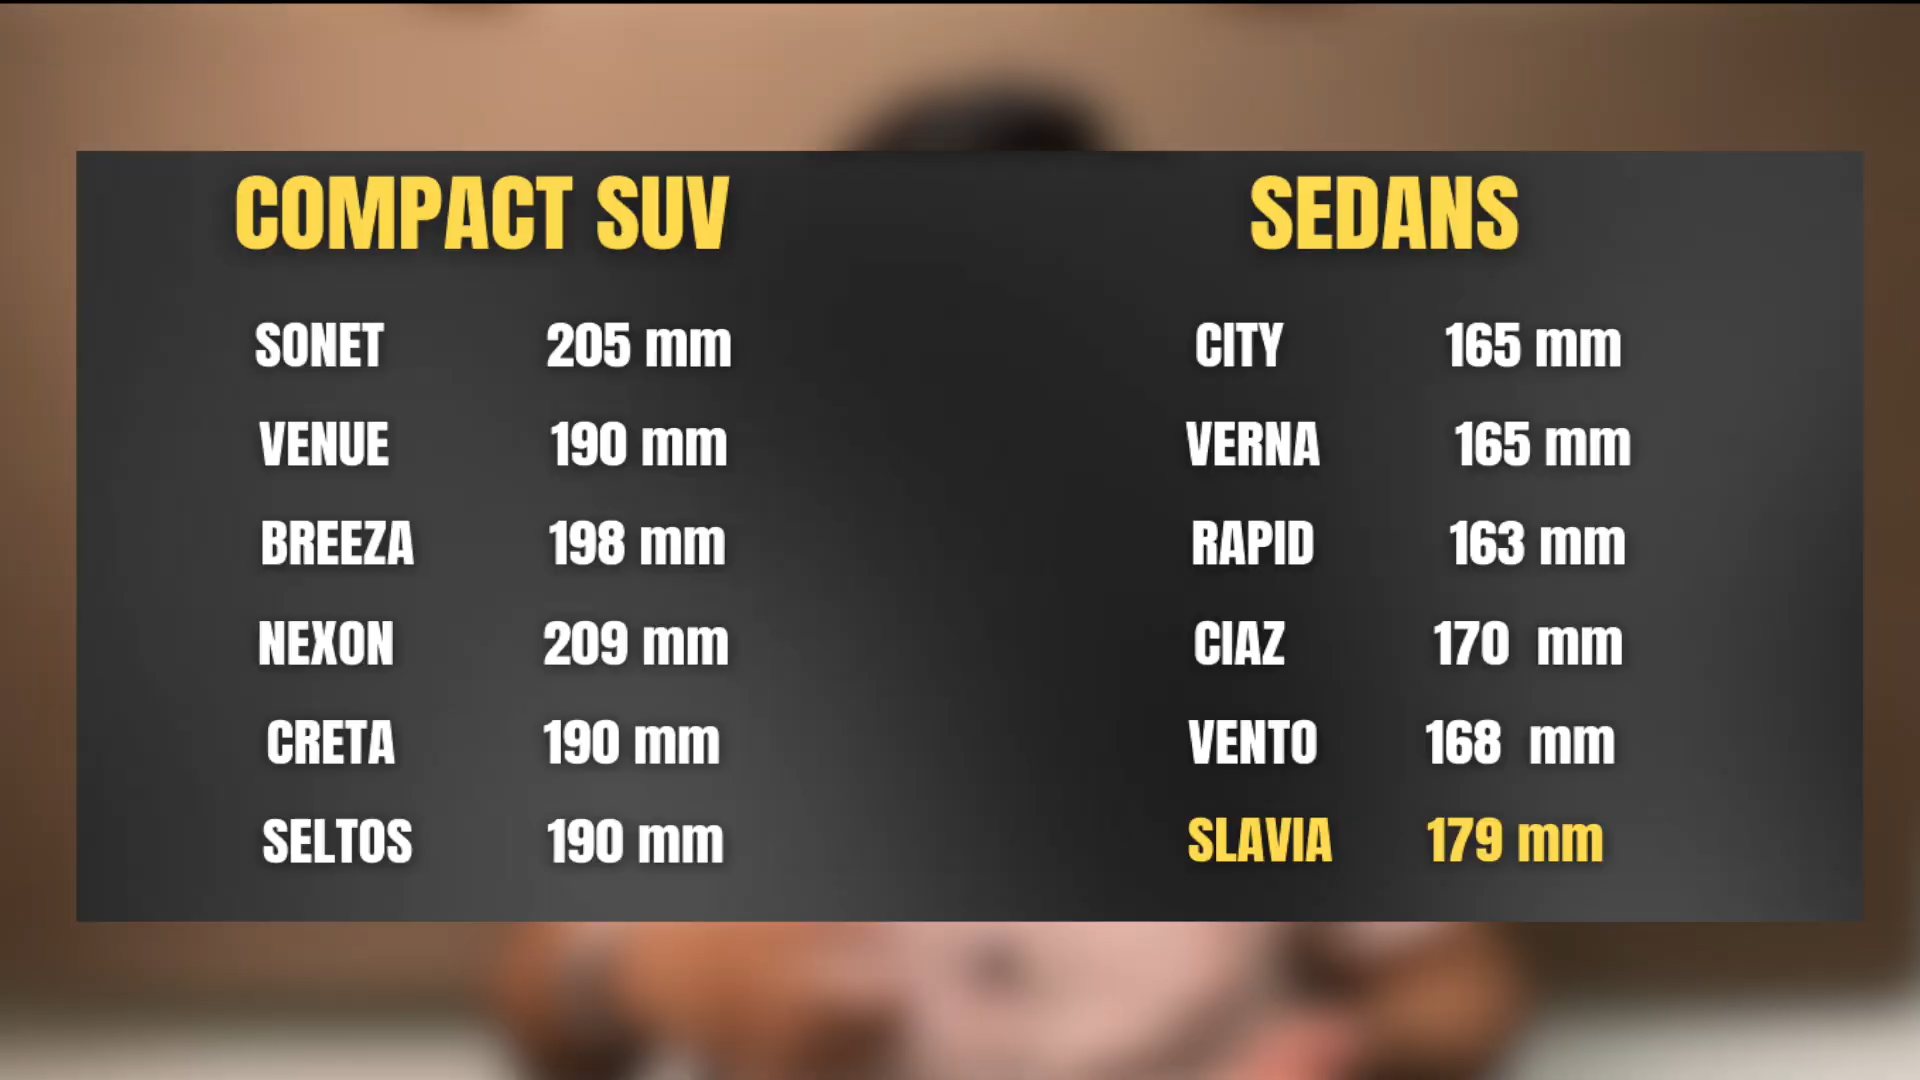 COMPACT SUV
SONET 205 mm
VENUE 190 mm
BREEZA 198 mm
NEXON 209 mm
CRETA 190 mm
SELTOS 190 mm
SEDANS
CITY 165 mm
VERNA 165 mm
RAPID 163 mm
CIAZ 170 mm
VENTO 168 mm
SLAVIA 179 mm